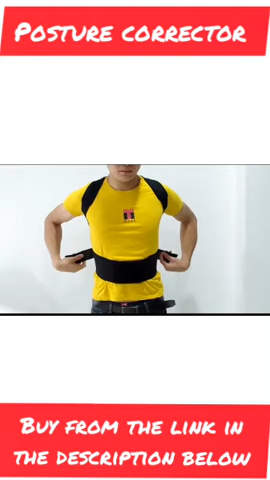 Posture corrector
Buy from the link in
the description below